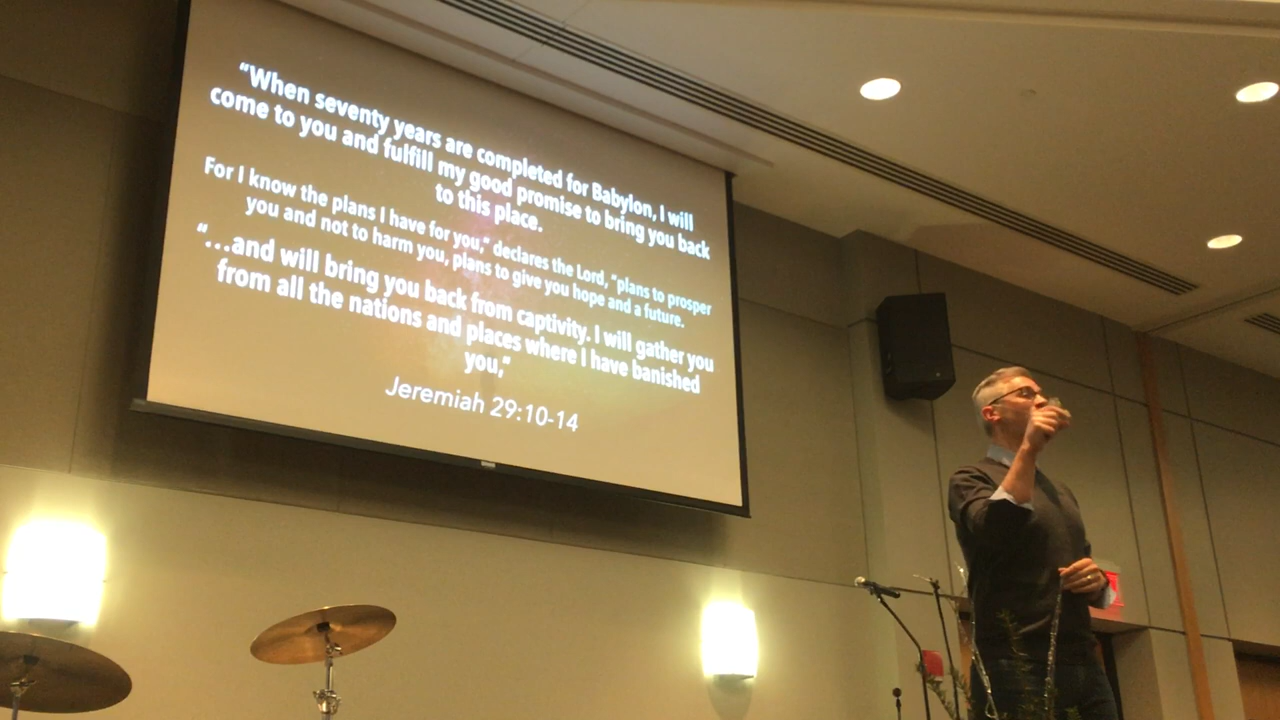 “When seventy years are completed for Babylon, I will
come to you and fulfill my good promise to bring you back
to this place.
For I know the plans I have for you,” declares the Lord, “plans to prosper
you and not to harm you, plans to give you hope and a future.
“…and will bring you back from captivity. I will gather you
from all the nations and places where I have banished
you,”
Jeremiah 29:10-14